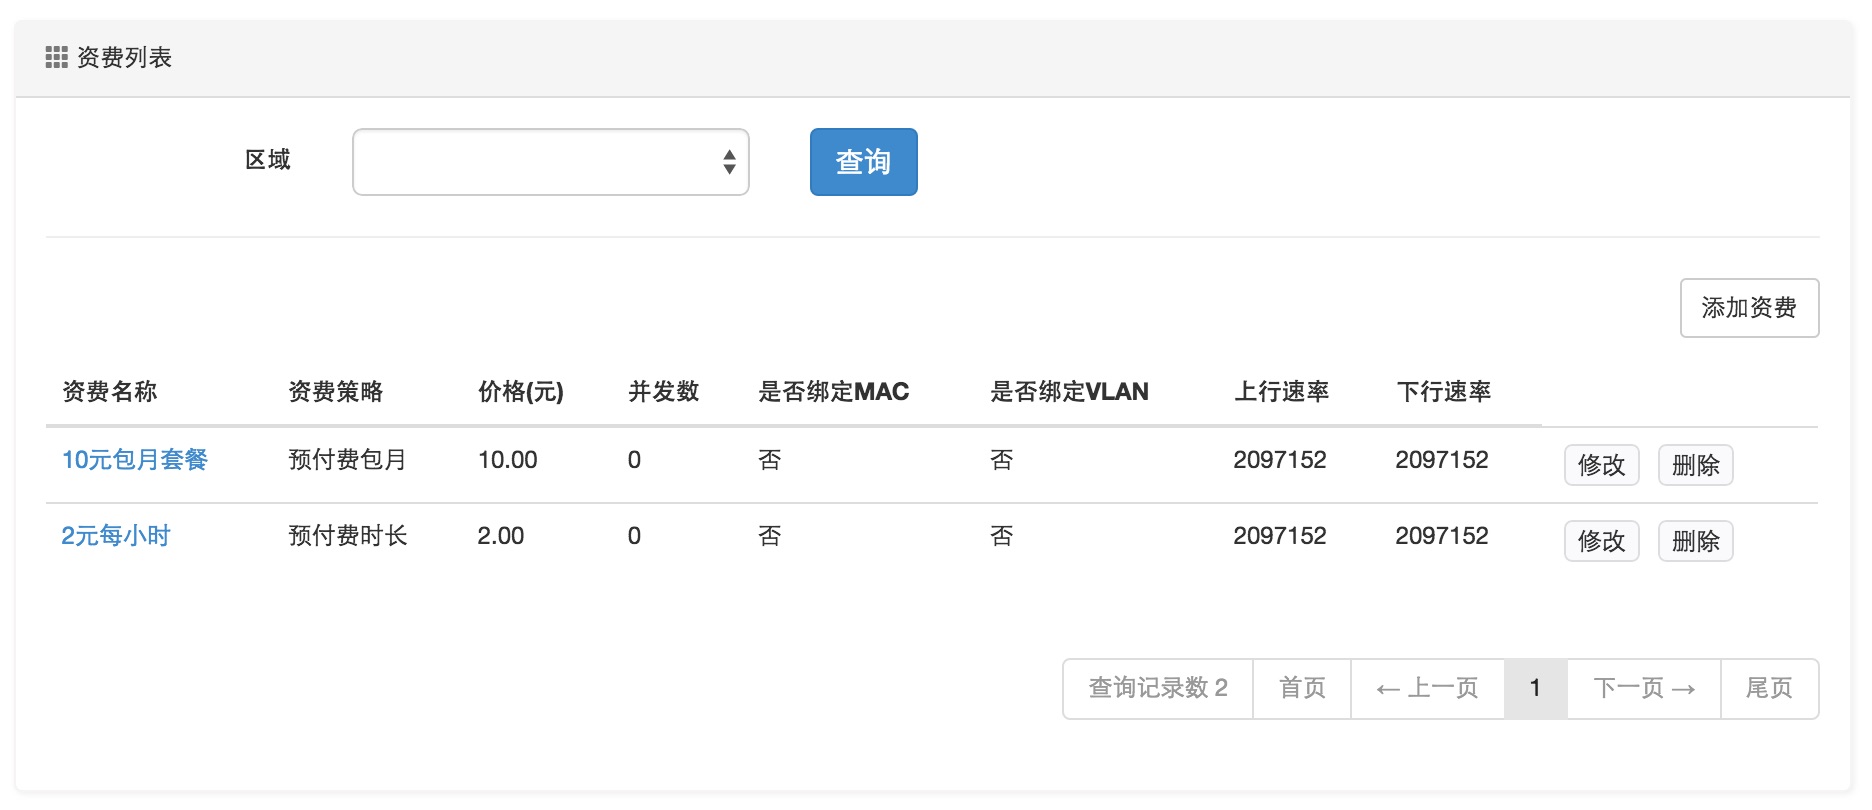 资费列表
区域 查询
添加资费
资费名称 资费策略 价格(元) 并发数 是否绑定MAC 是否绑定VLAN 上行速率 下行速率
10元包月套餐 预付费包月 10.00 0 否 否 2097152 2097152 修改 删除
2元每小时 预付费时长 2.00 0 否 否 2097152 2097152 修改 删除
查询记录数 2 首页 ← 上一页 1 下一页 → 尾页